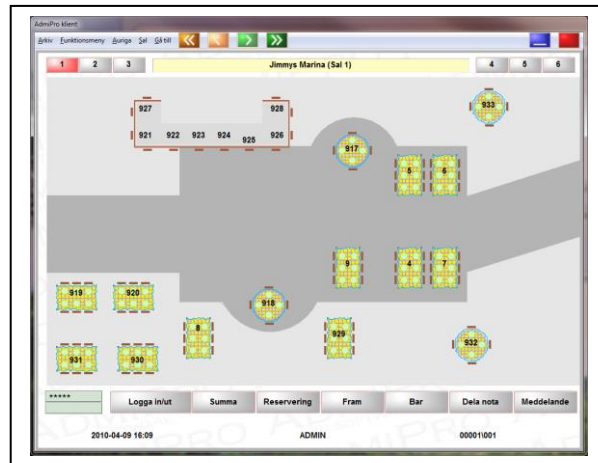 AdmiPro klient
Arkiv Funktionsmeny Auriga Sal Gå till
1 2 3 Jimmys Marina (Sal 1) 4 5 6
927 928 933
921 922 923 924 925 926
917
5 6
9 4 7
919 920
918
8 929 932
931 930
*****
Logga in/ut Summa Reservering Fram Bar Dela nota Meddelande
2010-04-09 16:09 ADMIN 00001\001